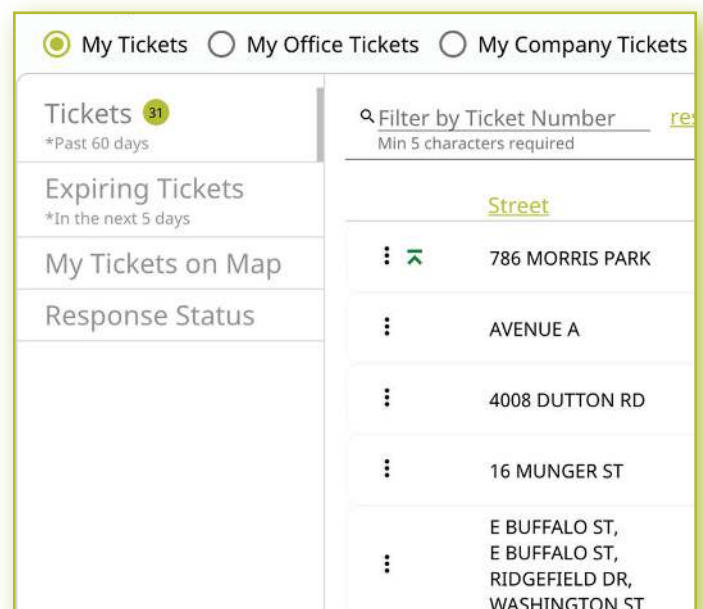 My Tickets My Office Tickets My Company Tickets
Tickets 31
*Past 60 days
Expiring Tickets
*In the next 5 days
My Tickets on Map
Response Status
Filter by Ticket Number
Min 5 characters required
Street
786 MORRIS PARK
AVENUE A
4008 DUTTON RD
16 MUNGER ST
E BUFFALO ST,
E BUFFALO ST,
RIDGEFIELD DR,
WASHINGTON ST